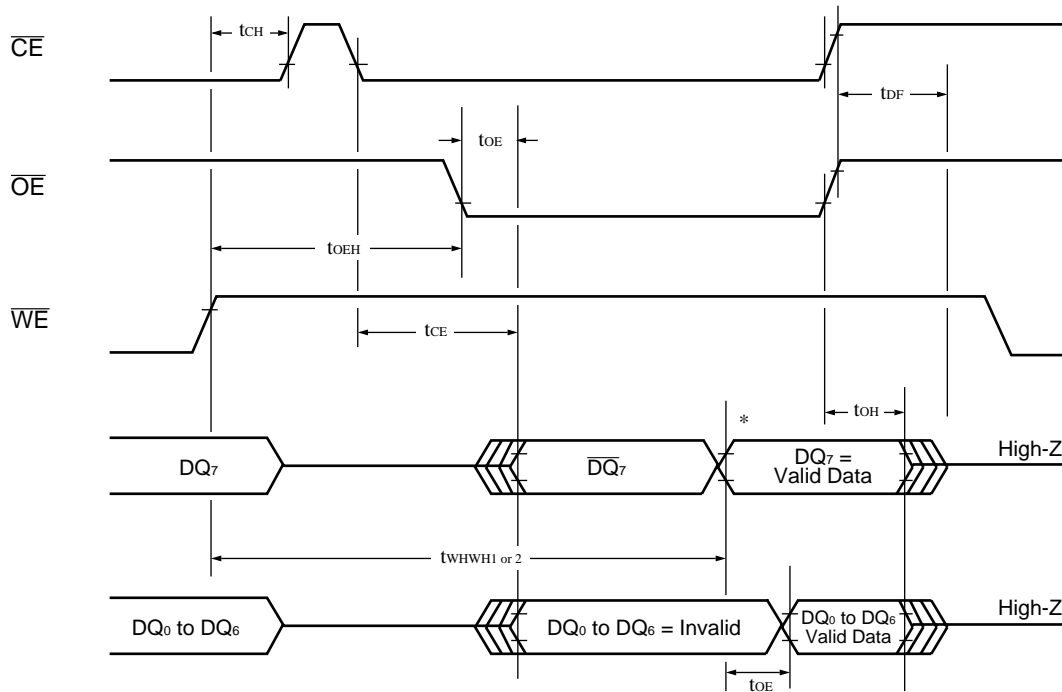 CE
tCH
tDF
OE
tOE
tOEH
WE
tCE
*
tOH
DQ7
DQ7
DQ7 =
Valid Data
High-Z
tWHWH1 or 2
DQ0 to DQ6
DQ0 to DQ6 = Invalid
DQ0 to DQ6
Valid Data
High-Z
tOE